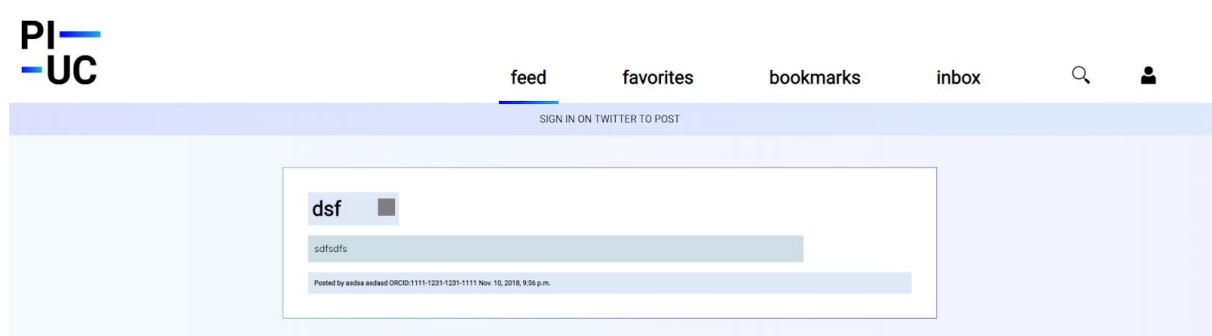 PI
UC
feed favorites bookmarks inbox
SIGN IN ON TWITTER TO POST
dsf
sdfsdfs
Posted by asdsa asdasd ORCID:1111-1231-1231-1111 Nov. 10, 2018, 9:56 p.m.